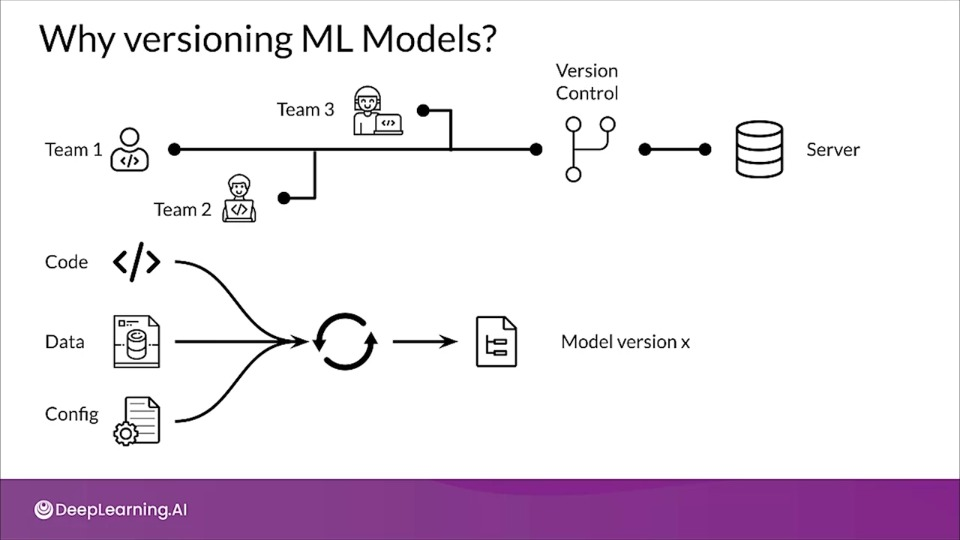 Why versioning ML Models?
Version
Control
Team 3
Team 1
Server
Team 2
Code
Data
Model version x
Config
DeepLearning.AI